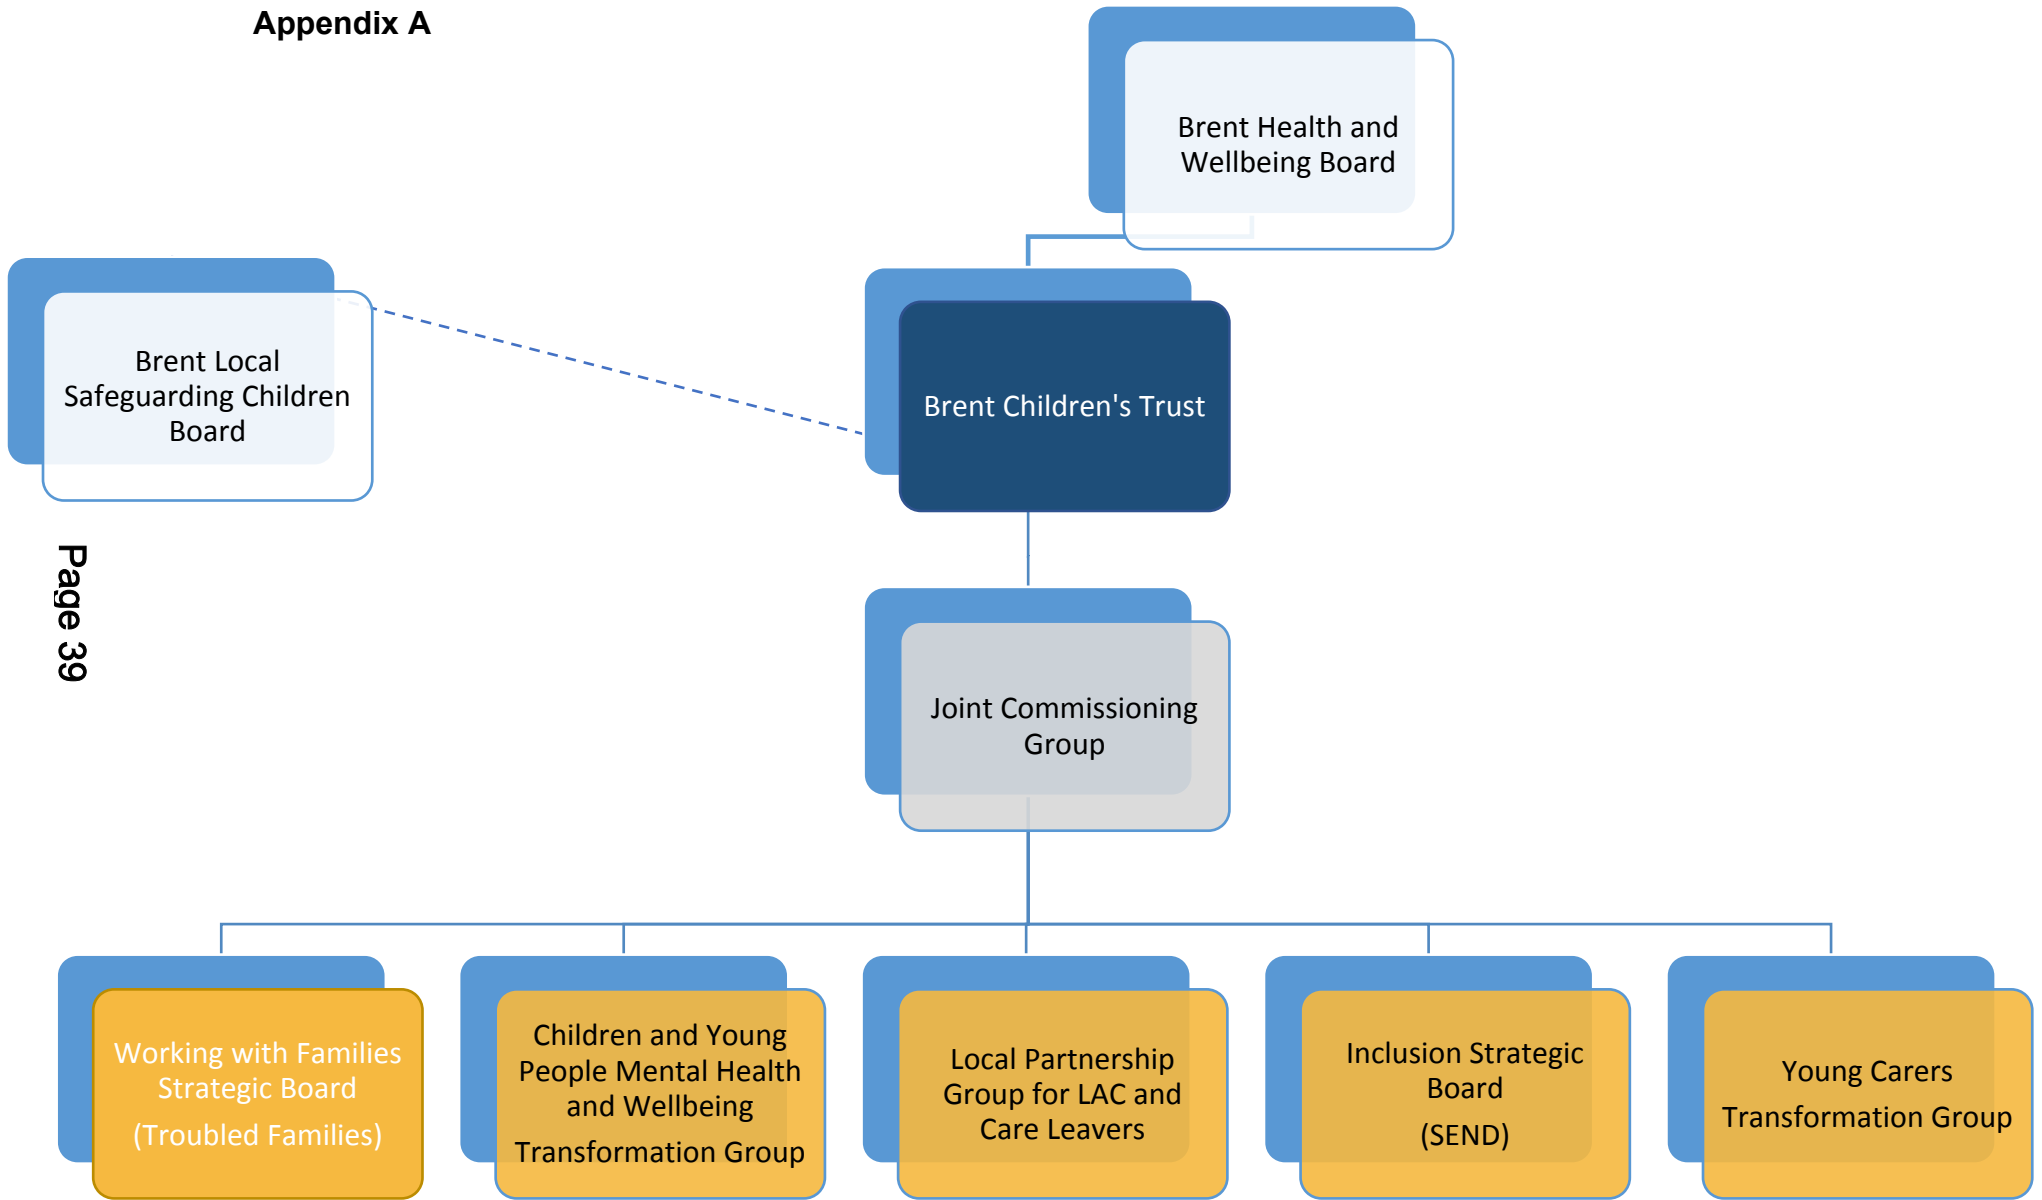 Appendix A
Brent Health and
Wellbeing Board
Brent Local
Safeguarding Children
Board
Brent Children's Trust
Page 39
Joint Commissioning
Group
Working with Families
Strategic Board
(Troubled Families)
Children and Young
People Mental Health
and Wellbeing
Transformation Group
Local Partnership
Group for LAC and
Care Leavers
Inclusion Strategic
Board
(SEND)
Young Carers
Transformation Group